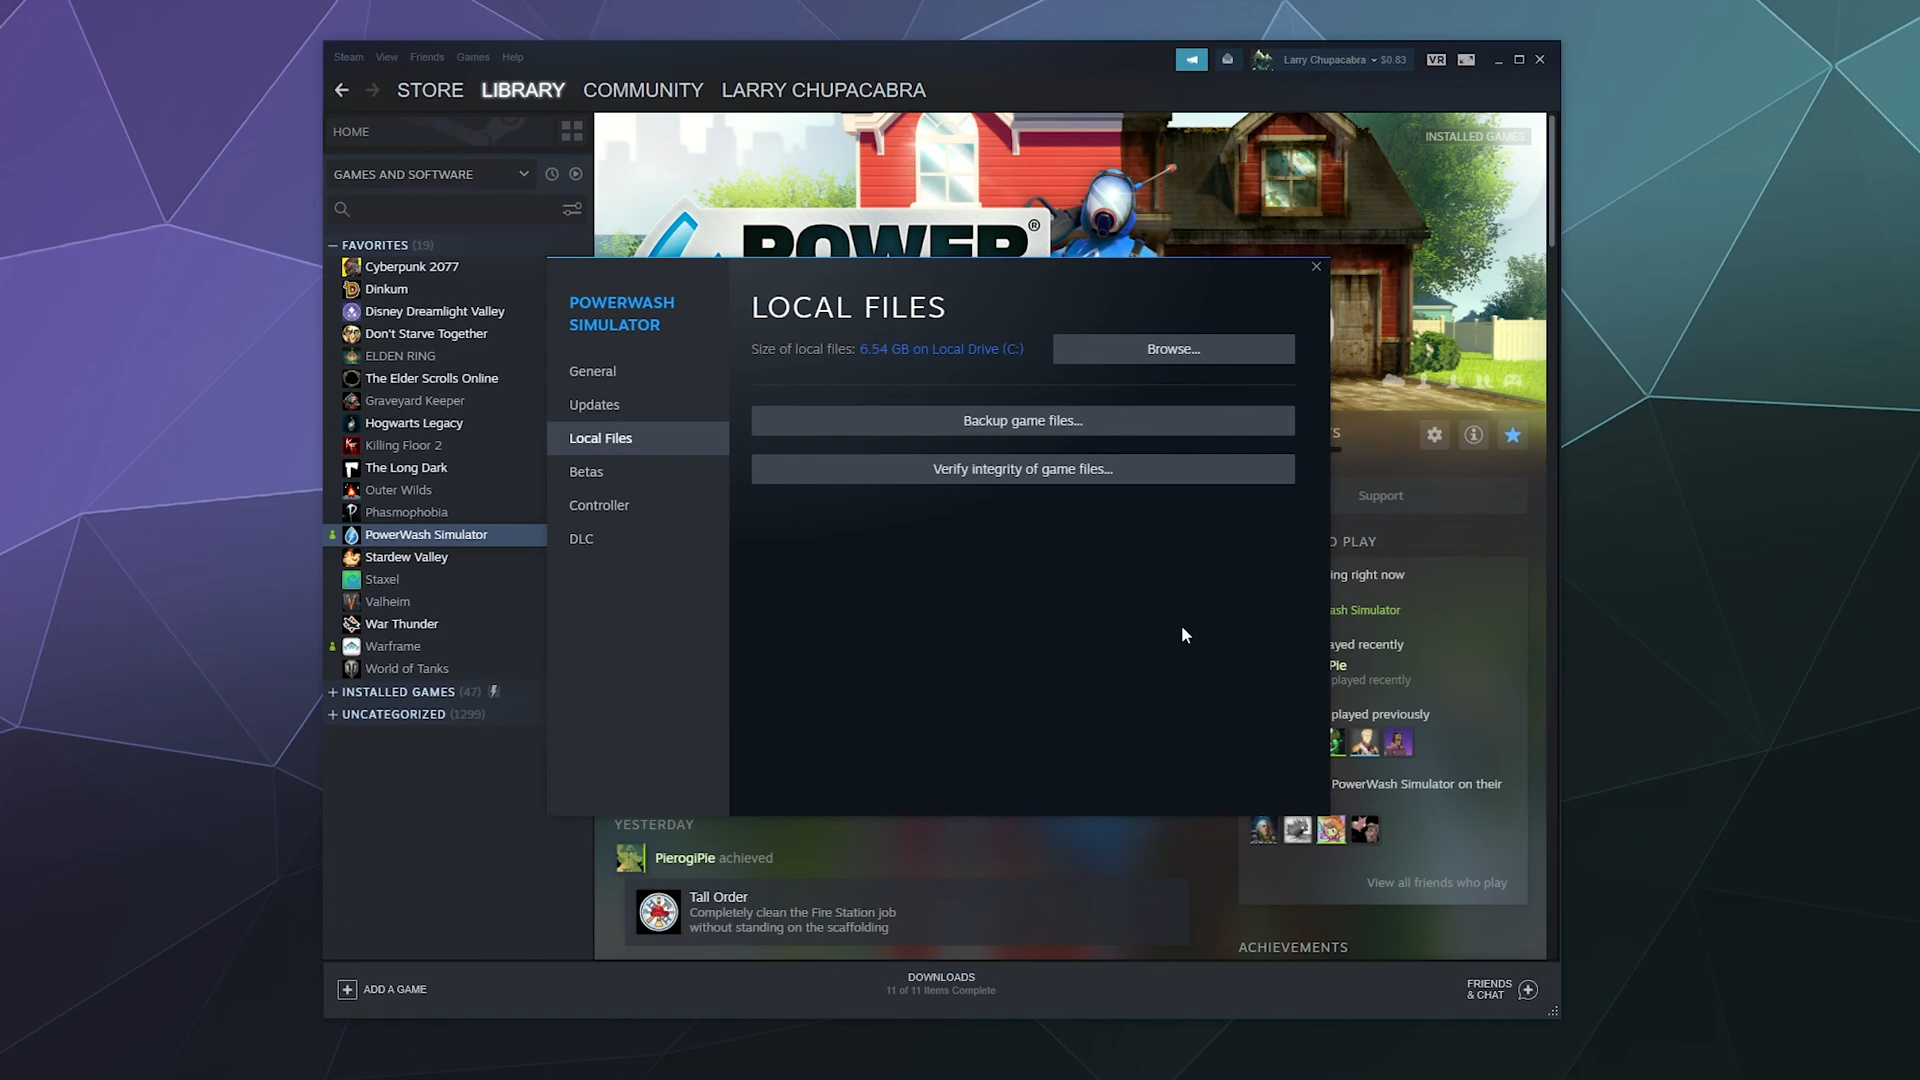 Steam View Friends Games Help
Larry Chupacabra $0.83
VR
STORE LIBRARY COMMUNITY LARRY CHUPACABRA
HOME
INSTALLED GAMES
GAMES AND SOFTWARE
POWER®
FAVORITES (19)
Cyberpunk 2077
Dinkum
Disney Dreamlight Valley
Don't Starve Together
ELDEN RING
The Elder Scrolls Online
Graveyard Keeper
Hogwarts Legacy
Killing Floor 2
The Long Dark
Outer Wilds
Phasmophobia
PowerWash Simulator
Stardew Valley
Staxel
Valheim
War Thunder
Warframe
World of Tanks
INSTALLED GAMES (47)
UNCATEGORIZED (1299)
POWERWASH
SIMULATOR
General
Updates
Local Files
Betas
Controller
DLC
LOCAL FILES
Size of local files: 6.54 GB on Local Drive (C:)
Browse...
Backup game files...
Verify integrity of game files...
S
Support
O PLAY
ing right now
ash Simulator
ayed recently
Pie
played recently
played previously
PowerWash Simulator on their
View all friends who play
ACHIEVEMENTS
YESTERDAY
PierogiPie achieved
Tall Order
Completely clean the Fire Station job
without standing on the scaffolding
ADD A GAME
DOWNLOADS
11 of 11 Items Complete
FRIENDS
& CHAT